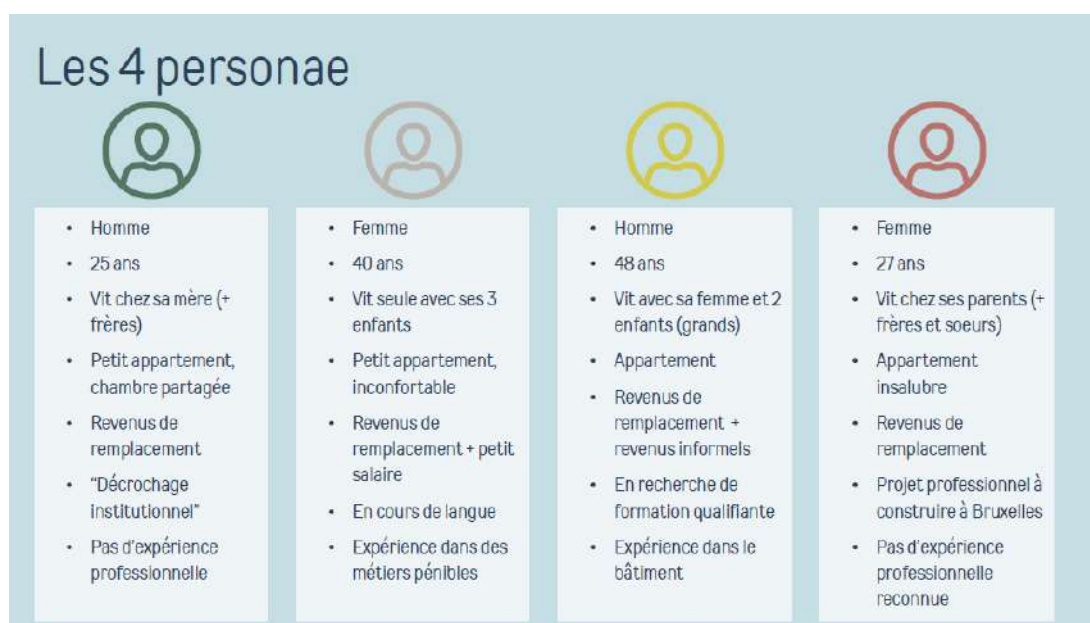 Les 4 personae
• Homme
• 25 ans
• Vit chez sa mère (+
frères)
• Petit appartement,
chambre partagée
• Revenus de
remplacement
• “Décrochage
institutionnel”
• Pas d'expérience
professionnelle
• Femme
• 40 ans
• Vit seule avec ses 3
enfants
• Petit appartement,
inconfortable
• Revenus de
remplacement + petit
salaire
• En cours de langue
• Expérience dans des
métiers pénibles
• Homme
• 48 ans
• Vit avec sa femme et 2
enfants (grands)
• Appartement
• Revenus de
remplacement +
revenus informels
• En recherche de
formation qualifiante
• Expérience dans le
bâtiment
• Femme
• 27 ans
• Vit chez ses parents (+
frères et soeurs)
• Appartement
insalubre
• Revenus de
remplacement
• Projet professionnel à
construire à Bruxelles
• Pas d'expérience
professionnelle
reconnue